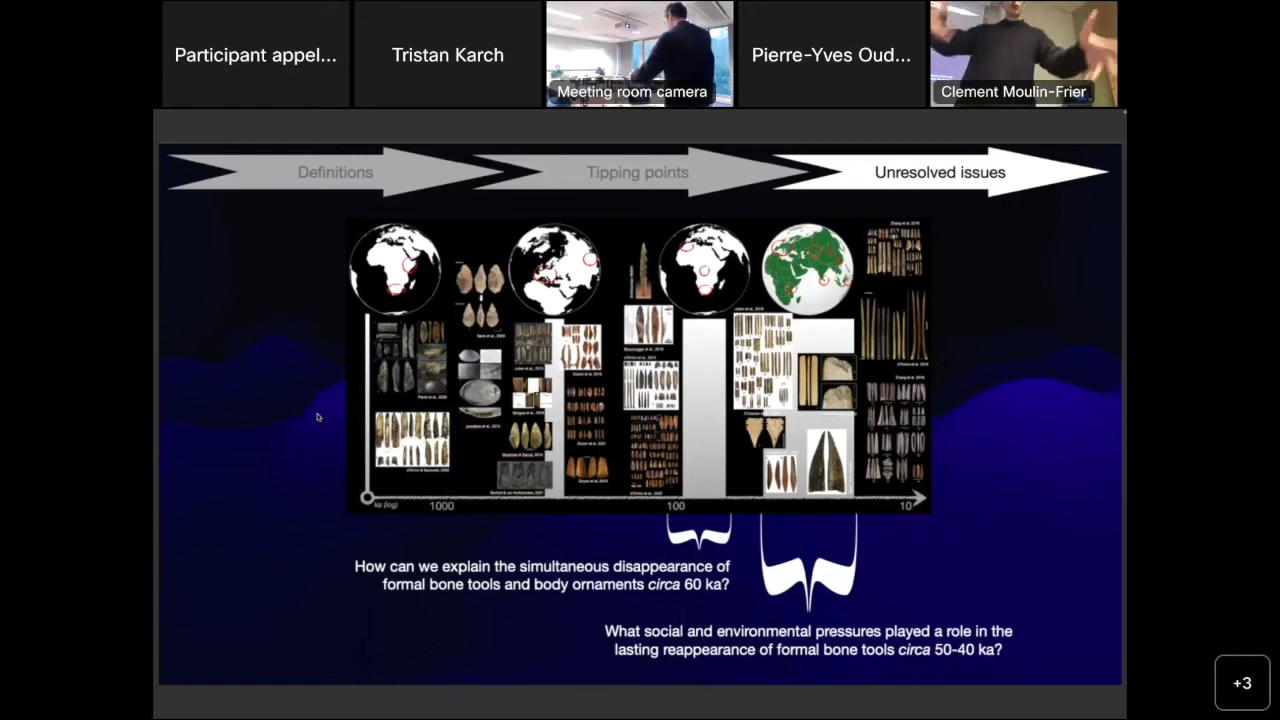 Participant appel...
Tristan Karch
Meeting room camera
Pierre-Yves Oud...
Clement Moulin-Frier
Definitions
Tipping points
Unresolved issues
ka (log)
1000
100
10
How can we explain the simultaneous disappearance of
formal bone tools and body ornaments circa 60 ka?
What social and environmental pressures played a role in the
lasting reappearance of formal bone tools circa 50-40 ka?
+3